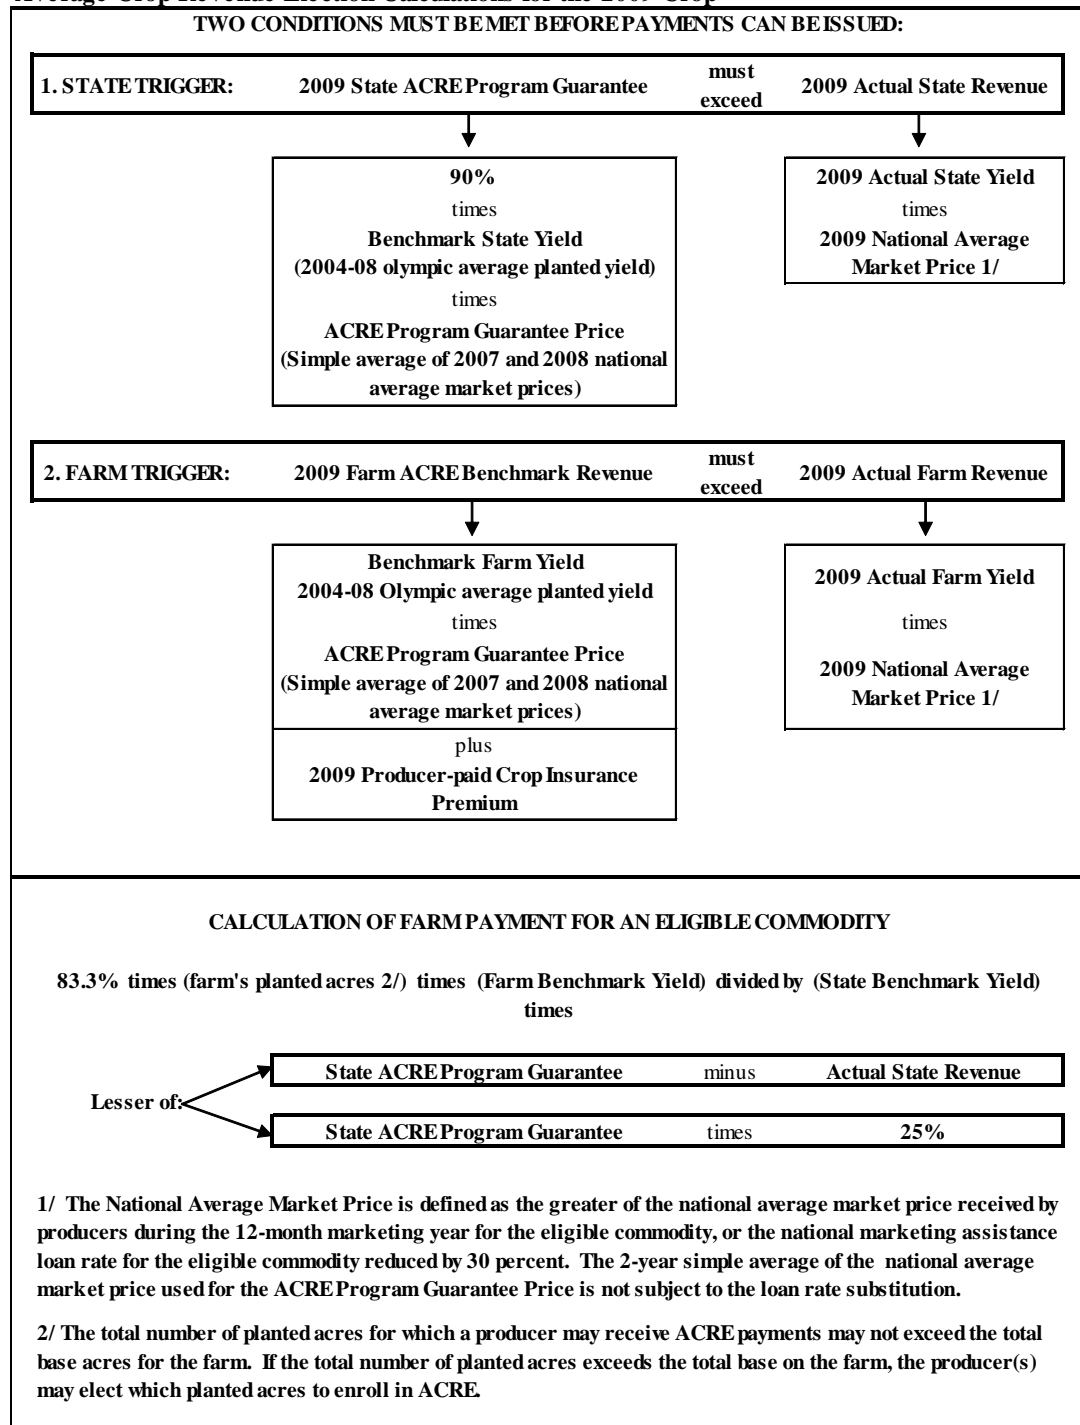 Average Crop Revenue Election Calculations for the 2009 Crop
TWO CONDITIONS MUST BE MET BEFORE PAYMENTS CAN BE ISSUED:
1. STATE TRIGGER: 2009 State ACRE Program Guarantee must exceed 2009 Actual State Revenue
90%
times
Benchmark State Yield
(2004-08 olympic average planted yield)
times
ACRE Program Guarantee Price
(Simple average of 2007 and 2008 national
average market prices)
2009 Actual State Yield
times
2009 National Average
Market Price 1/
2. FARM TRIGGER: 2009 Farm ACRE Benchmark Revenue must exceed 2009 Actual Farm Revenue
Benchmark Farm Yield
2004-08 Olympic average planted yield
times
ACRE Program Guarantee Price
(Simple average of 2007 and 2008 national
average market prices)
plus
2009 Producer-paid Crop Insurance
Premium
2009 Actual Farm Yield
times
2009 National Average
Market Price 1/
CALCULATION OF FARM PAYMENT FOR AN ELIGIBLE COMMODITY
83.3% times (farm's planted acres 2/) times (Farm Benchmark Yield) divided by (State Benchmark Yield)
times
Lesser of:
State ACRE Program Guarantee minus Actual State Revenue
State ACRE Program Guarantee times 25%
1/ The National Average Market Price is defined as the greater of the national average market price received by
producers during the 12-month marketing year for the eligible commodity, or the national marketing assistance
loan rate for the eligible commodity reduced by 30 percent. The 2-year simple average of the national average
market price used for the ACRE Program Guarantee Price is not subject to the loan rate substitution.
2/ The total number of planted acres for which a producer may receive ACRE payments may not exceed the total
base acres for the farm. If the total number of planted acres exceeds the total base on the farm, the producer(s)
may elect which planted acres to enroll in ACRE.